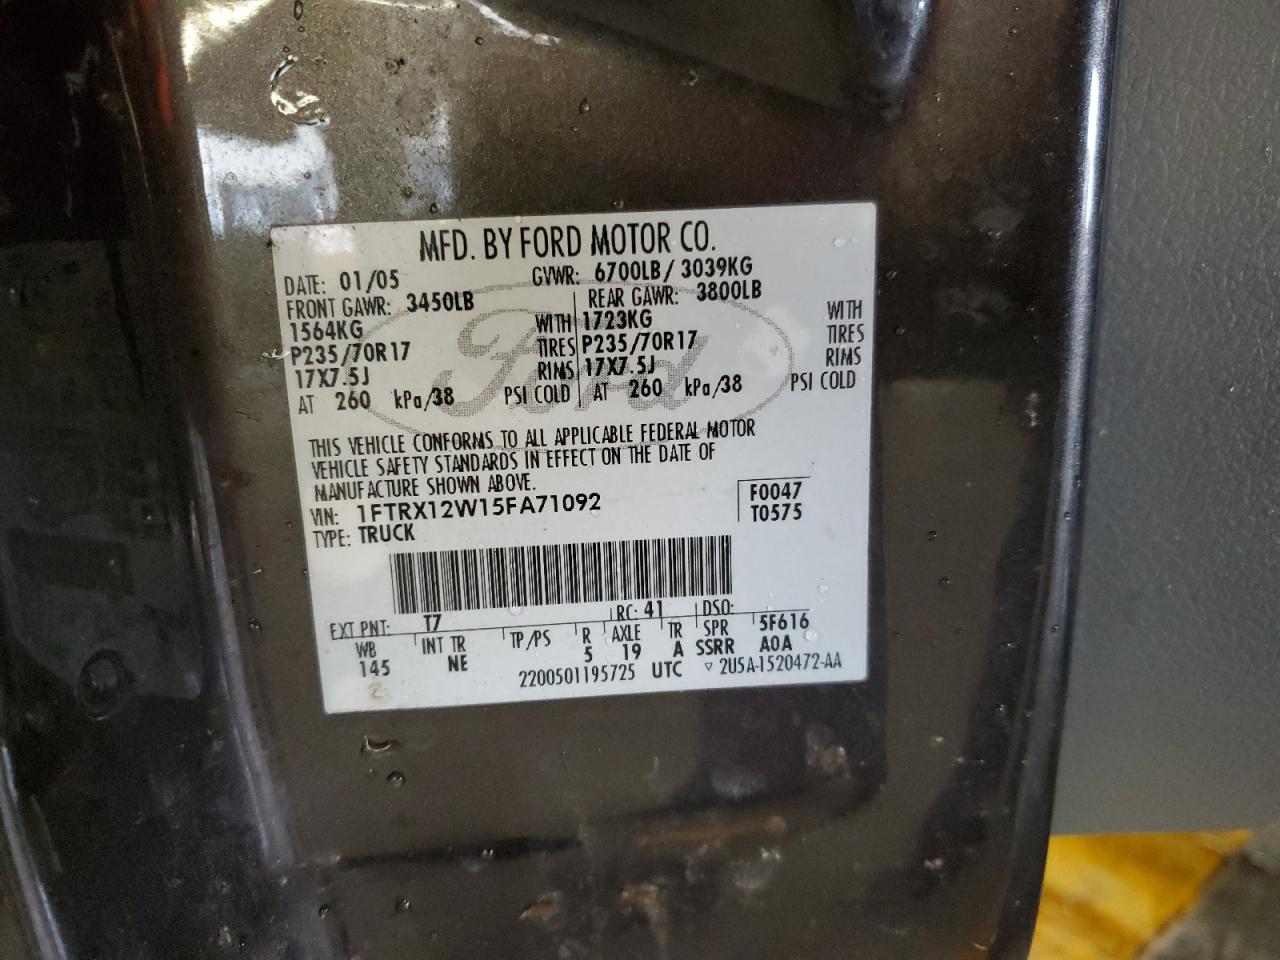 MFD. BY FORD MOTOR CO.
DATE: 01/05 GVWR: 6700LB/ 3039KG
FRONT GAWR: 3450LB REAR GAWR: 3800LB
1564KG WITH 1723KG WITH
P235/70R17 TIRES P235/70R17 TIRES
17X7.5J RIMS 17X7.5J RIMS
AT 260 kPa/38 PSI COLD AT 260 kPa/38 PSI COLD
Ford
THIS VEHICLE CONFORMS TO ALL APPLICABLE FEDERAL MOTOR
VEHICLE SAFETY STANDARDS IN EFFECT ON THE DATE OF
MANUFACTURE SHOWN ABOVE.
VIN: 1FTRX12W15FA71092 F0047
TYPE: TRUCK T0575
EXT PNT: T7 RC: 41 DSO:
WB INT TR TP/PS R AXLE TR SPR 5F616
145 NE 5 19 A SSRR A0A
2200501195725 UTC ▽ 2U5A-1520472-AA